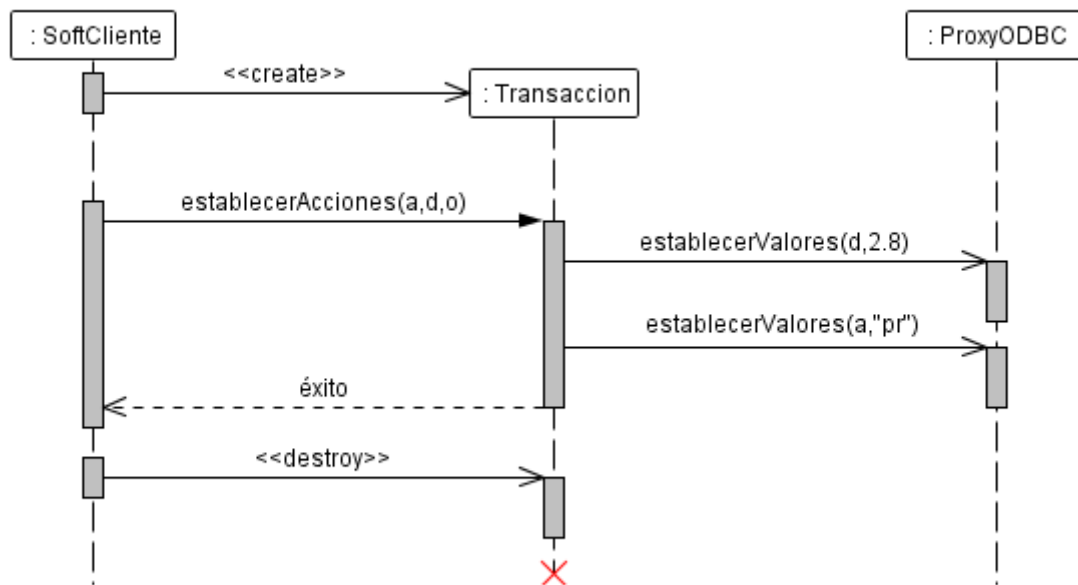 : SoftCliente
: ProxyODBC
<<create>>
: Transaccion
establecerAcciones(a,d,o)
establecerValores(d,2.8)
establecerValores(a,"pr")
éxito
<<destroy>>